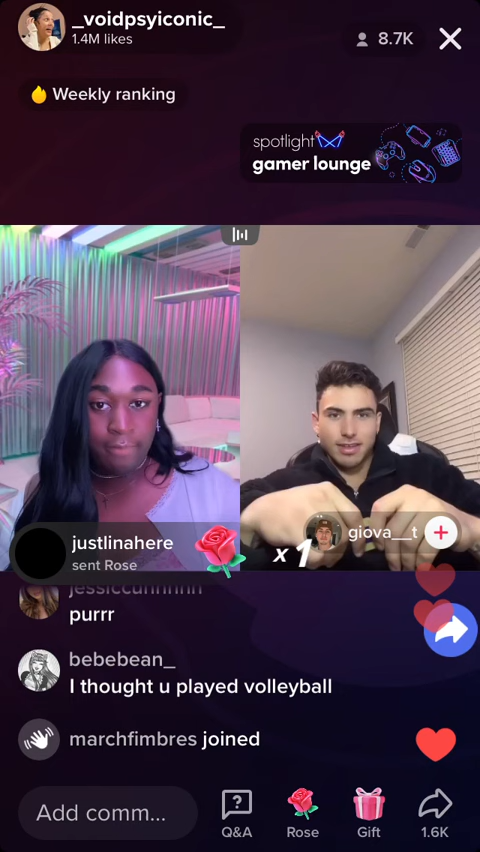 _voidpsyiconic_
1.4M likes
8.7K
Weekly ranking
spotlight
gamer lounge
justlinahere
sent Rose
x 1
giova__t
purrr
bebebean_
I thought u played volleyball
marchfimbres joined
Add comm...
Q&A
Rose
Gift
1.6K